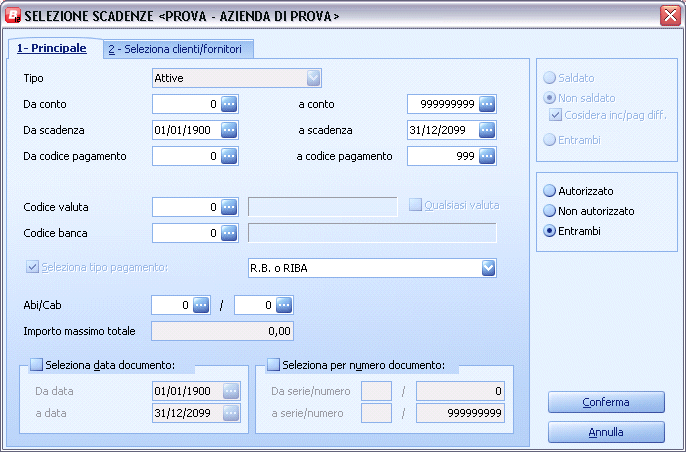 SELEZIONE SCADENZE <PROVA - AZIENDA DI PROVA>
1- Principale
2 - Seleziona clienti/fornitori
Tipo
Attive
Da conto
0
a conto
999999999
Da scadenza
01/01/1900
a scadenza
31/12/2099
Da codice pagamento
0
a codice pagamento
999
Codice valuta
0
Qualsiasi valuta
Codice banca
0
Seleziona tipo pagamento:
R.B. o RIBA
Abi/Cab
0
/
0
Importo massimo totale
0,00
Seleziona data documento:
Da data
01/01/1900
a data
31/12/2099
Seleziona per numero documento:
Da serie/numero
/
0
a serie/numero
/
999999999
Saldato
Non saldato
Cosidera inc/pag diff.
Entrambi
Autorizzato
Non autorizzato
Entrambi
Conferma
Annulla